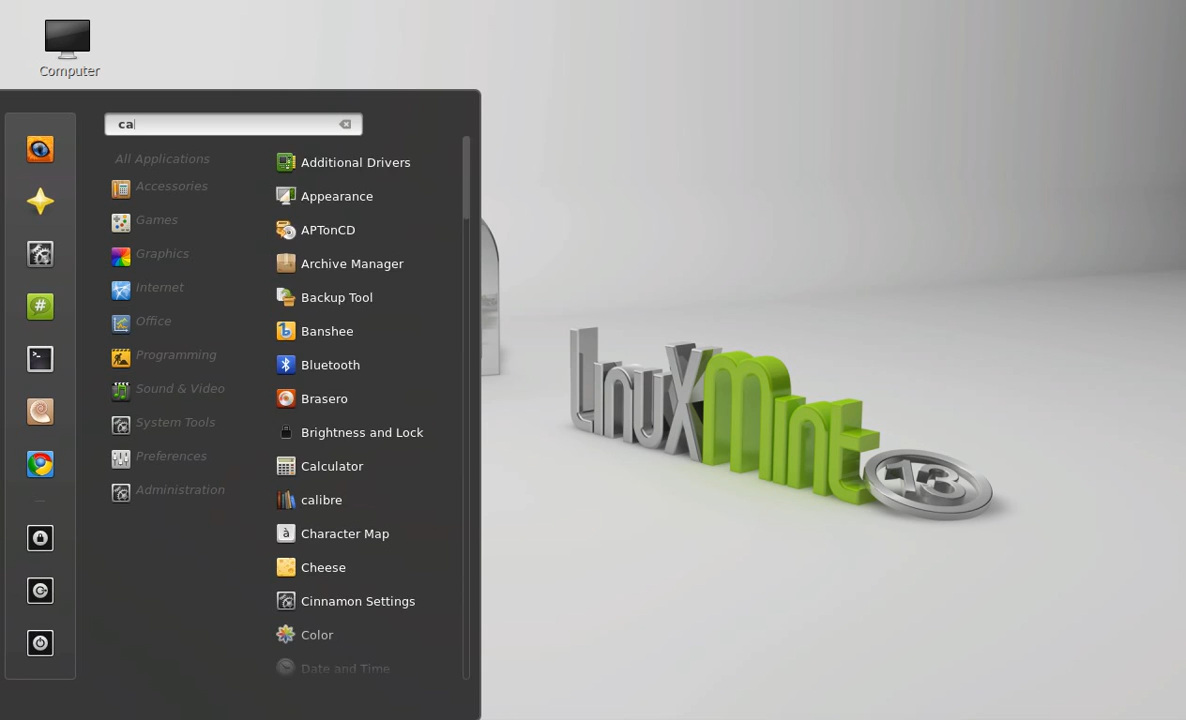 Computer
ca
All Applications
Accessories
Games
Graphics
Internet
Office
Programming
Sound & Video
System Tools
Preferences
Administration
Additional Drivers
Appearance
APTonCD
Archive Manager
Backup Tool
Banshee
Bluetooth
Brasero
Brightness and Lock
Calculator
calibre
Character Map
Cheese
Cinnamon Settings
Color
Date and Time
LinuxMint
13